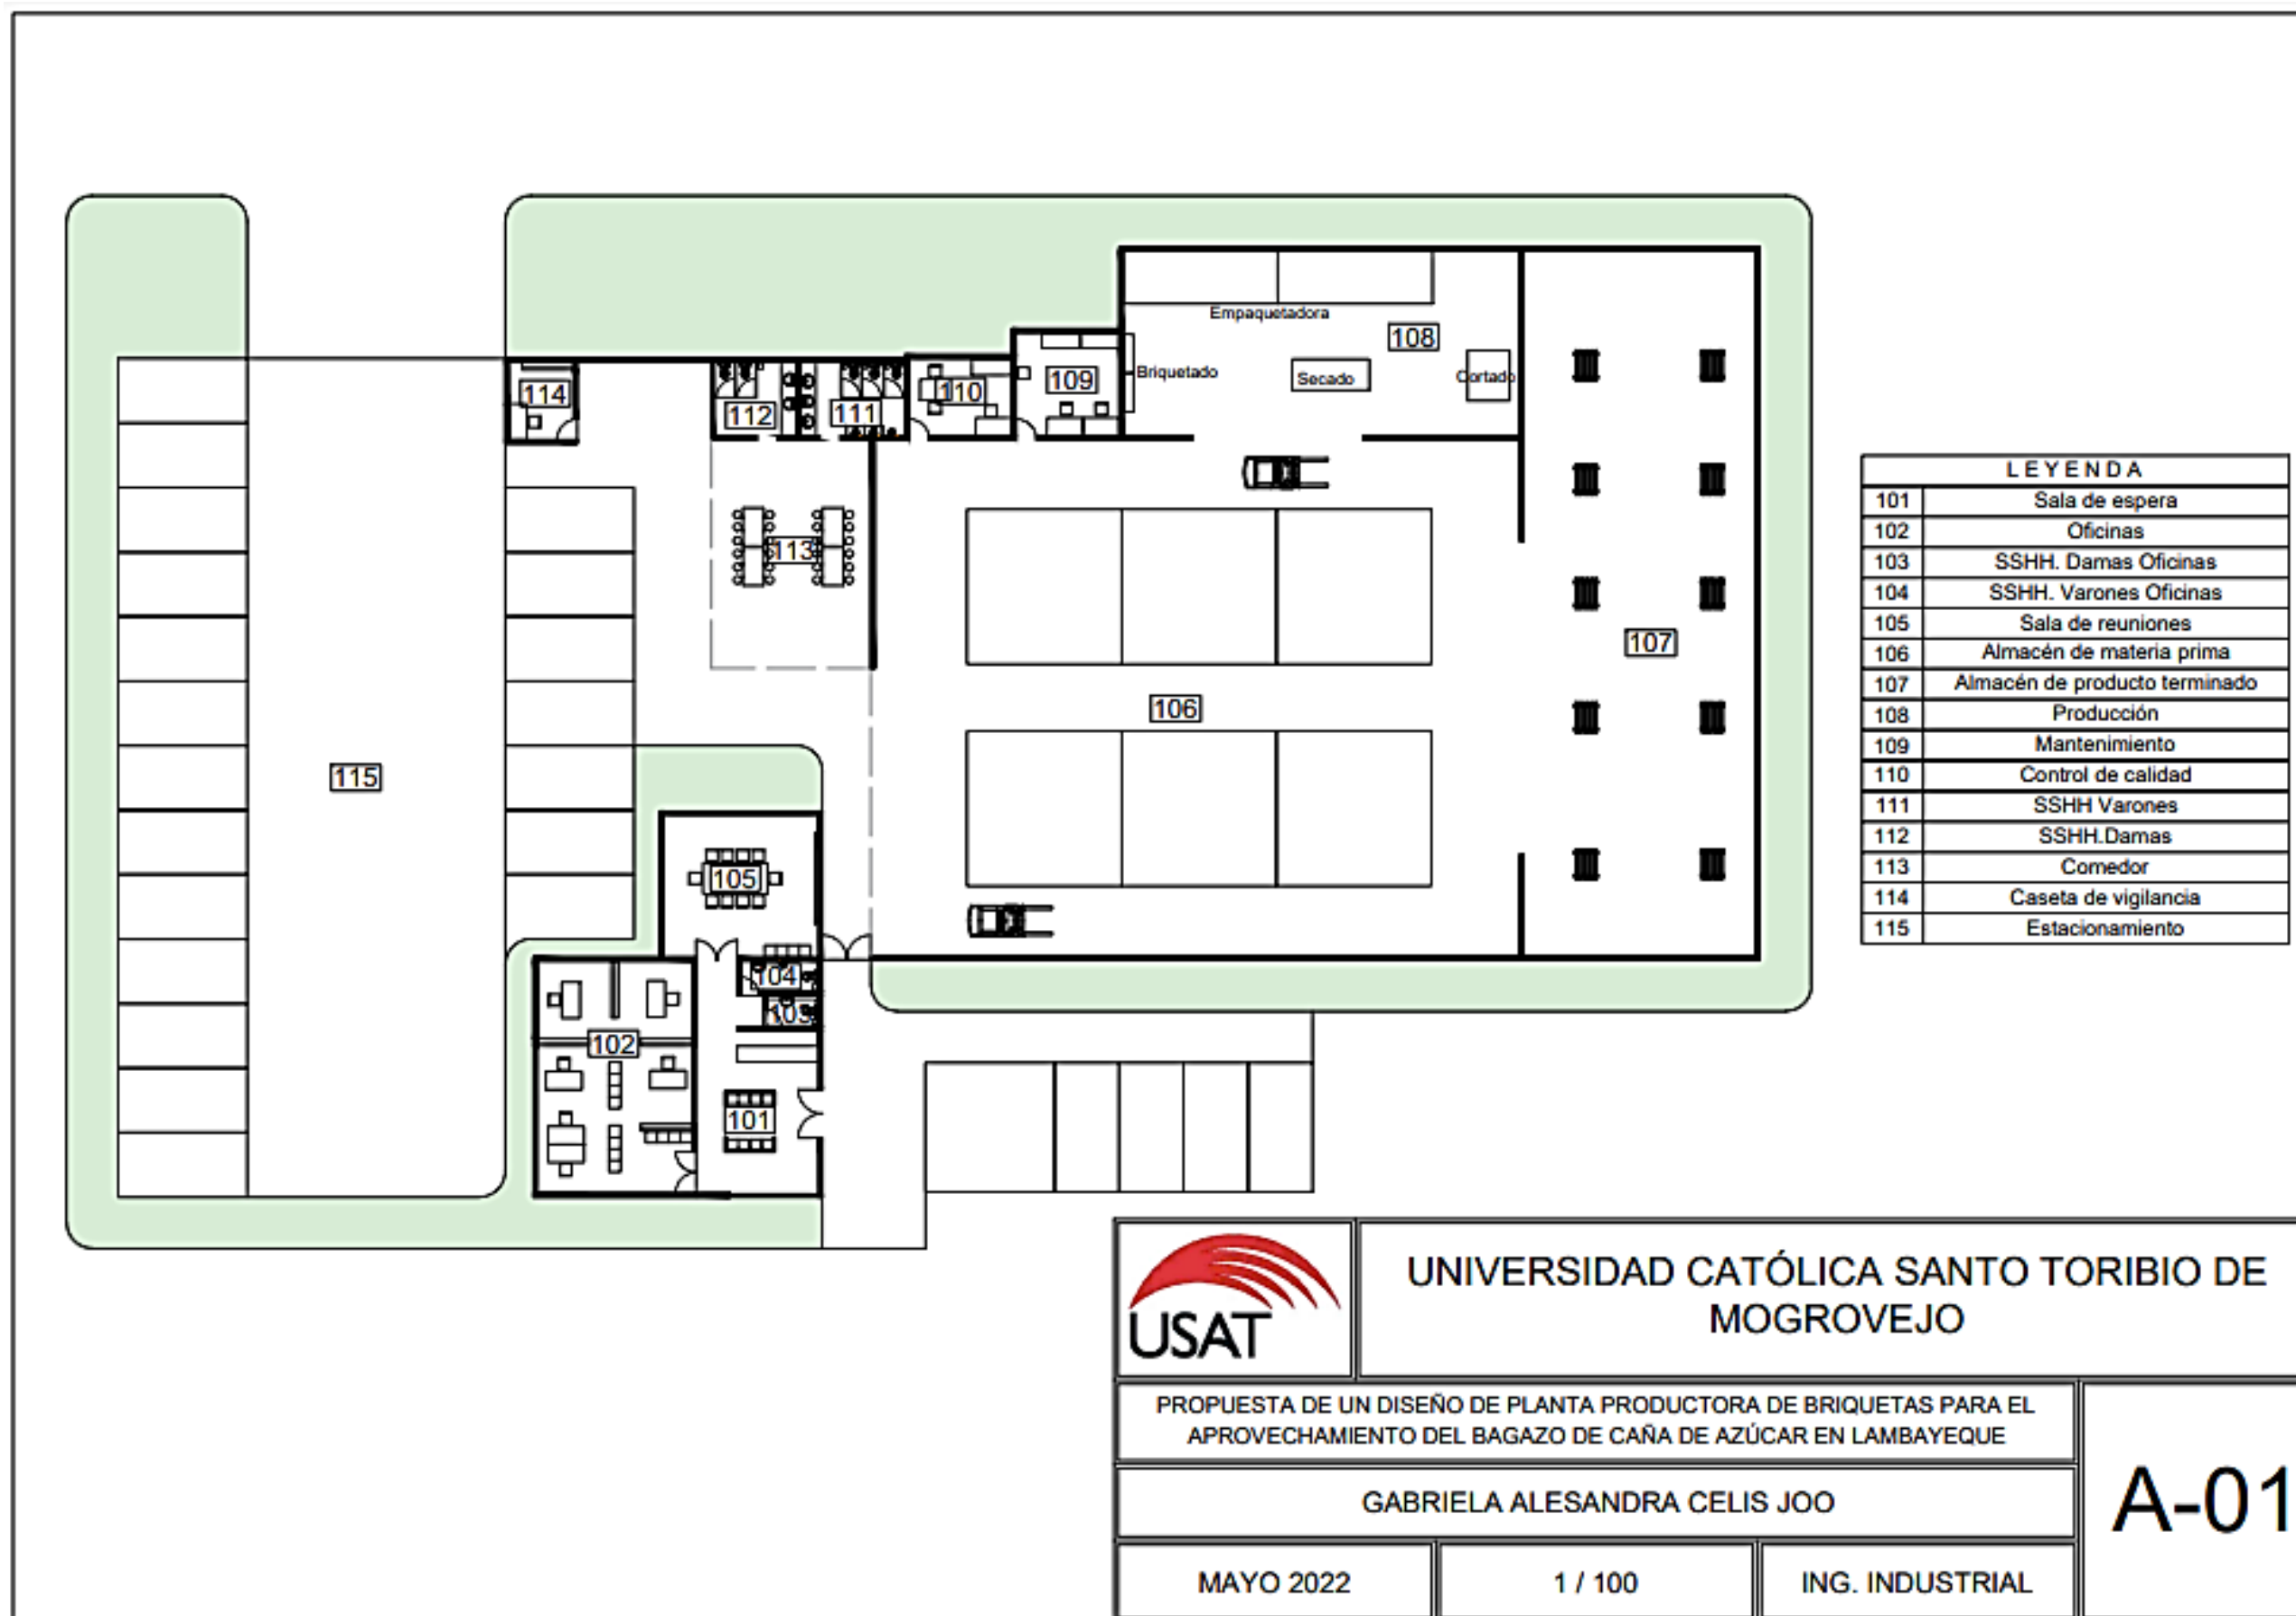 Empaquetadora
108
Briquetado
Secado
Cortado
109
110
111
112
114
113
107
106
115
105
104
103
102
101
LEYENDA
101 Sala de espera
102 Oficinas
103 SSHH. Damas Oficinas
104 SSHH. Varones Oficinas
105 Sala de reuniones
106 Almacén de materia prima
107 Almacén de producto terminado
108 Producción
109 Mantenimiento
110 Control de calidad
111 SSHH Varones
112 SSHH.Damas
113 Comedor
114 Caseta de vigilancia
115 Estacionamiento
USAT
UNIVERSIDAD CATÓLICA SANTO TORIBIO DE
MOGROVEJO
PROPUESTA DE UN DISEÑO DE PLANTA PRODUCTORA DE BRIQUETAS PARA EL
APROVECHAMIENTO DEL BAGAZO DE CAÑA DE AZÚCAR EN LAMBAYEQUE
GABRIELA ALESANDRA CELIS JOO
A-01
MAYO 2022
1 / 100
ING. INDUSTRIAL